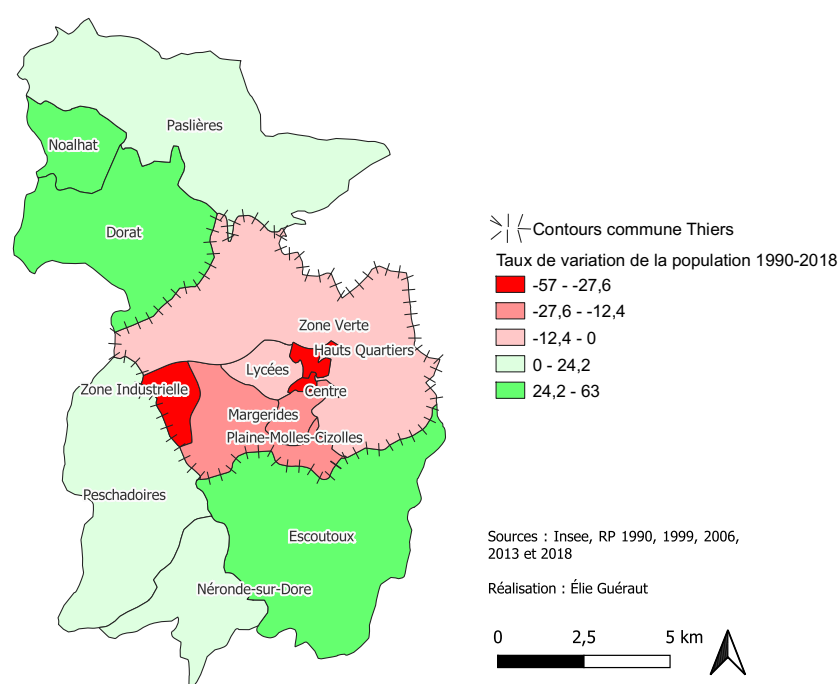 Paslières
Noalhat
Dorat
Zone Verte
Hauts Quartiers
Lycées
Zone Industrielle
Centre
Margerides
Plaine-Molles-Cizolles
Peschadoires
Escoutoux
Néronde-sur-Dore
Contours commune Thiers
Taux de variation de la population 1990-2018
-57 - -27,6
-27,6 - -12,4
-12,4 - 0
0 - 24,2
24,2 - 63
Sources : Insee, RP 1990, 1999, 2006,
2013 et 2018
Réalisation : Élie Guéraut
0 2,5 5 km